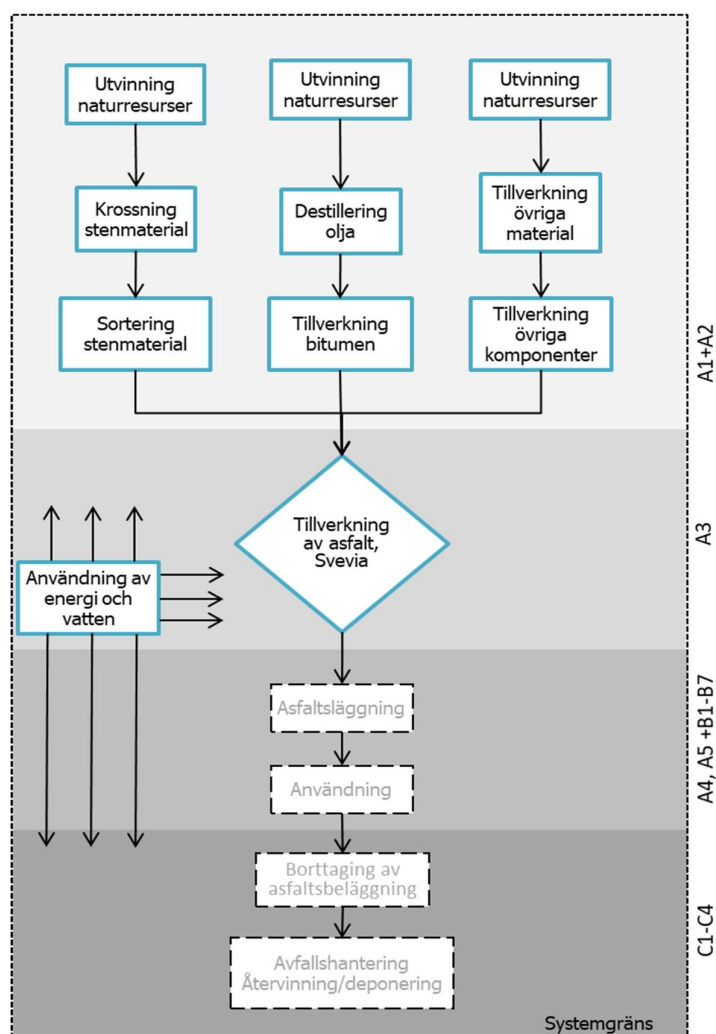 Utvinning
naturresurser
Utvinning
naturresurser
Utvinning
naturresurser
Krossning
stenmaterial
Destillering
olja
Tillverkning
övriga
material
Sortering
stenmaterial
Tillverkning
bitumen
Tillverkning
övriga
komponenter
A1+A2
Tillverkning
av asfalt,
Svevia
A3
Användning av
energi och
vatten
Asfaltsläggning
Användning
A4, A5 +B1-B7
Borttaging av
asfaltsbeläggning
Avfallshantering
Återvinning/deponering
C1-C4
Systemgräns